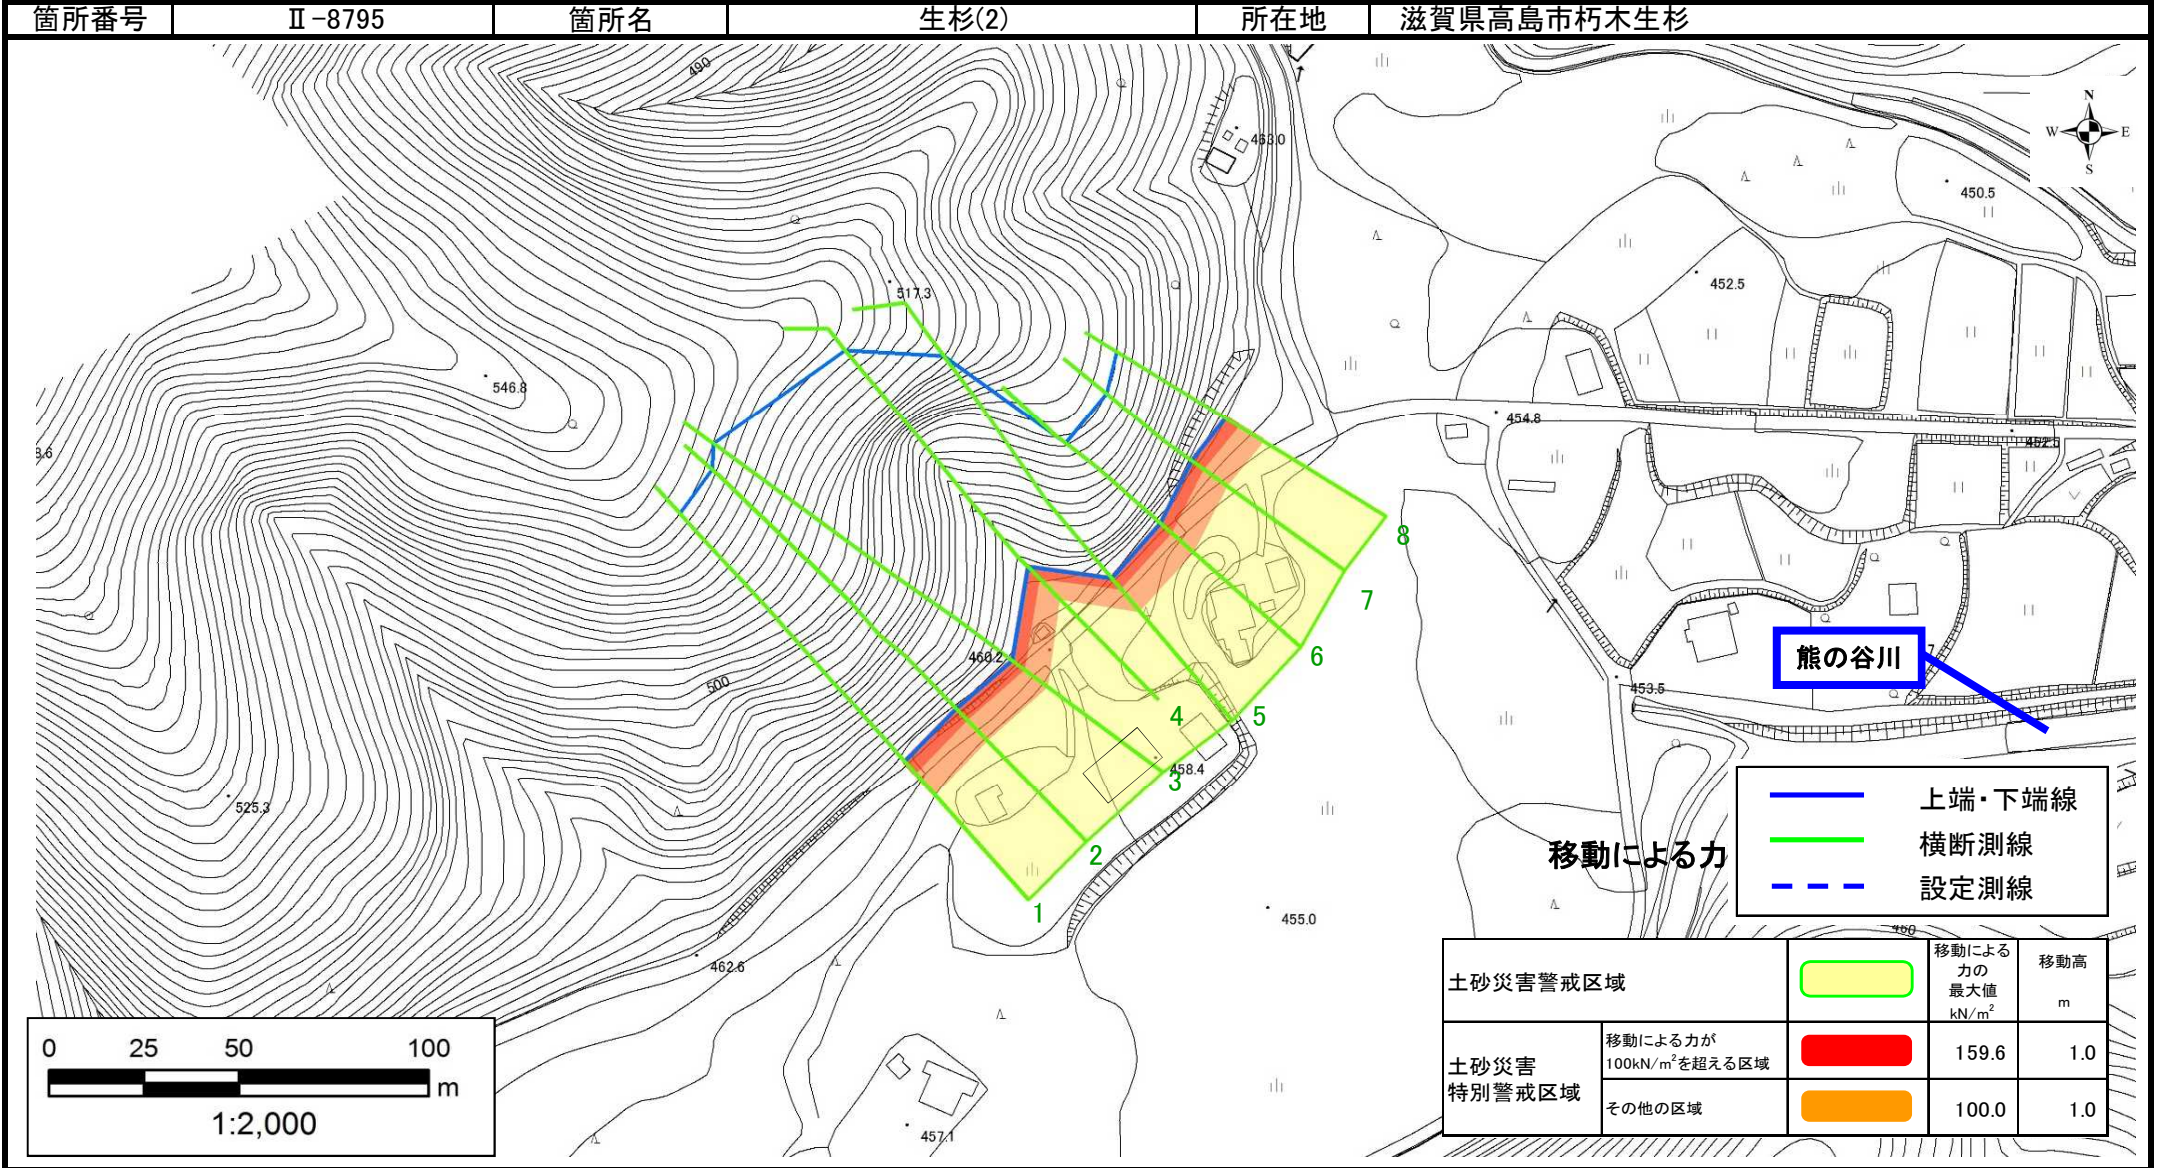 箇所番号 Ⅱ-8795 箇所名 生杉(2) 所在地 滋賀県高島市朽木生杉
490
463.0
N
W E
S
450.5
452.5
517.3
546.8
454.8
452.5
8.6
8
7
6
460.2
熊の谷川
500
453.5
4 5
458.4
3
525.3
2
移動による力
1
455.0
462.6
460
457.1
上端・下端線
横断測線
設定測線
0 25 50 100
m
1:2,000
土砂災害警戒区域
移動による
力の
最大値
kN/m²
移動高
m
土砂災害
特別警戒区域
移動による力が
100kN/m²を超える区域
159.6 1.0
その他の区域
100.0 1.0